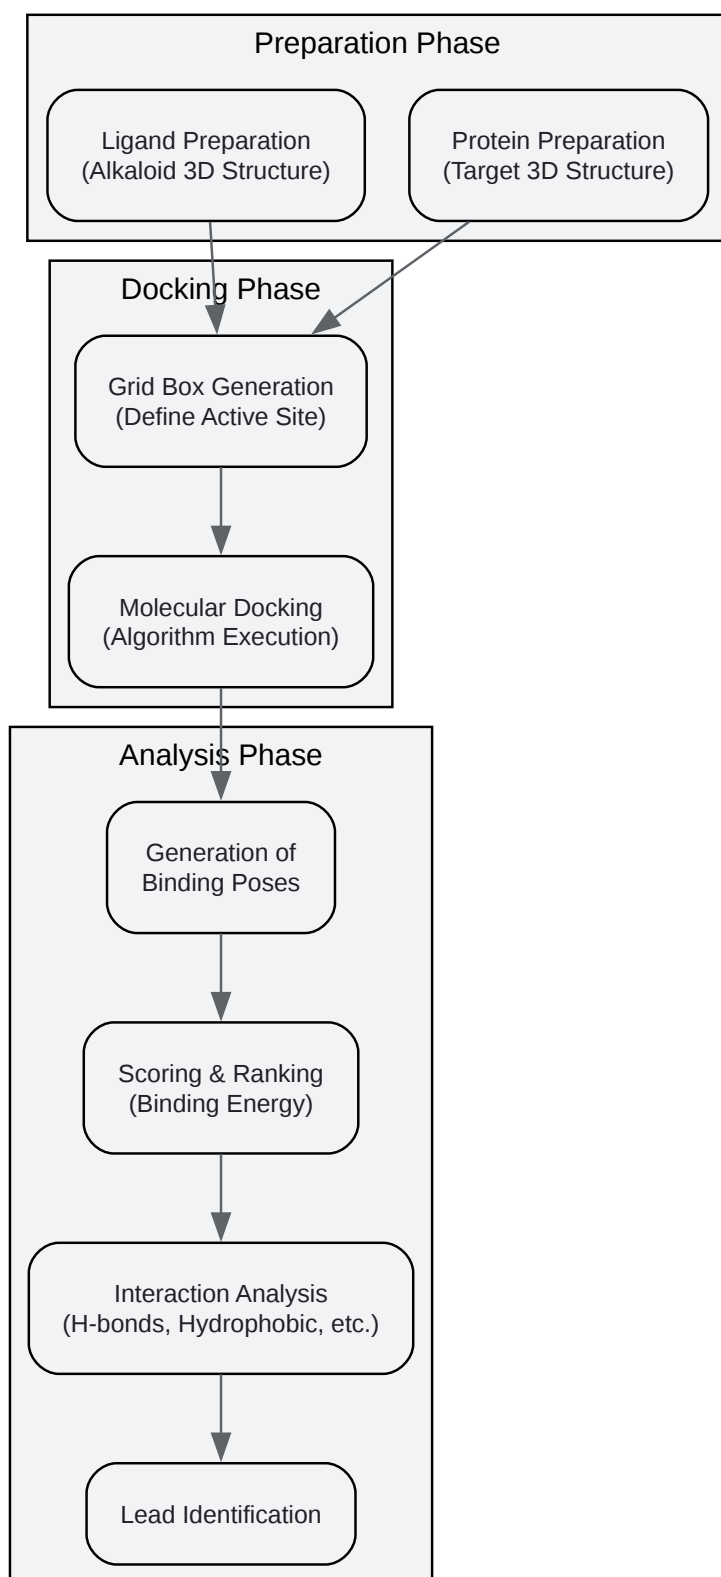 Preparation Phase
Ligand Preparation
(Alkaloid 3D Structure)
Protein Preparation
(Target 3D Structure)
Docking Phase
Grid Box Generation
(Define Active Site)
Molecular Docking
(Algorithm Execution)
Analysis Phase
Generation of
Binding Poses
Scoring & Ranking
(Binding Energy)
Interaction Analysis
(H-bonds, Hydrophobic, etc.)
Lead Identification